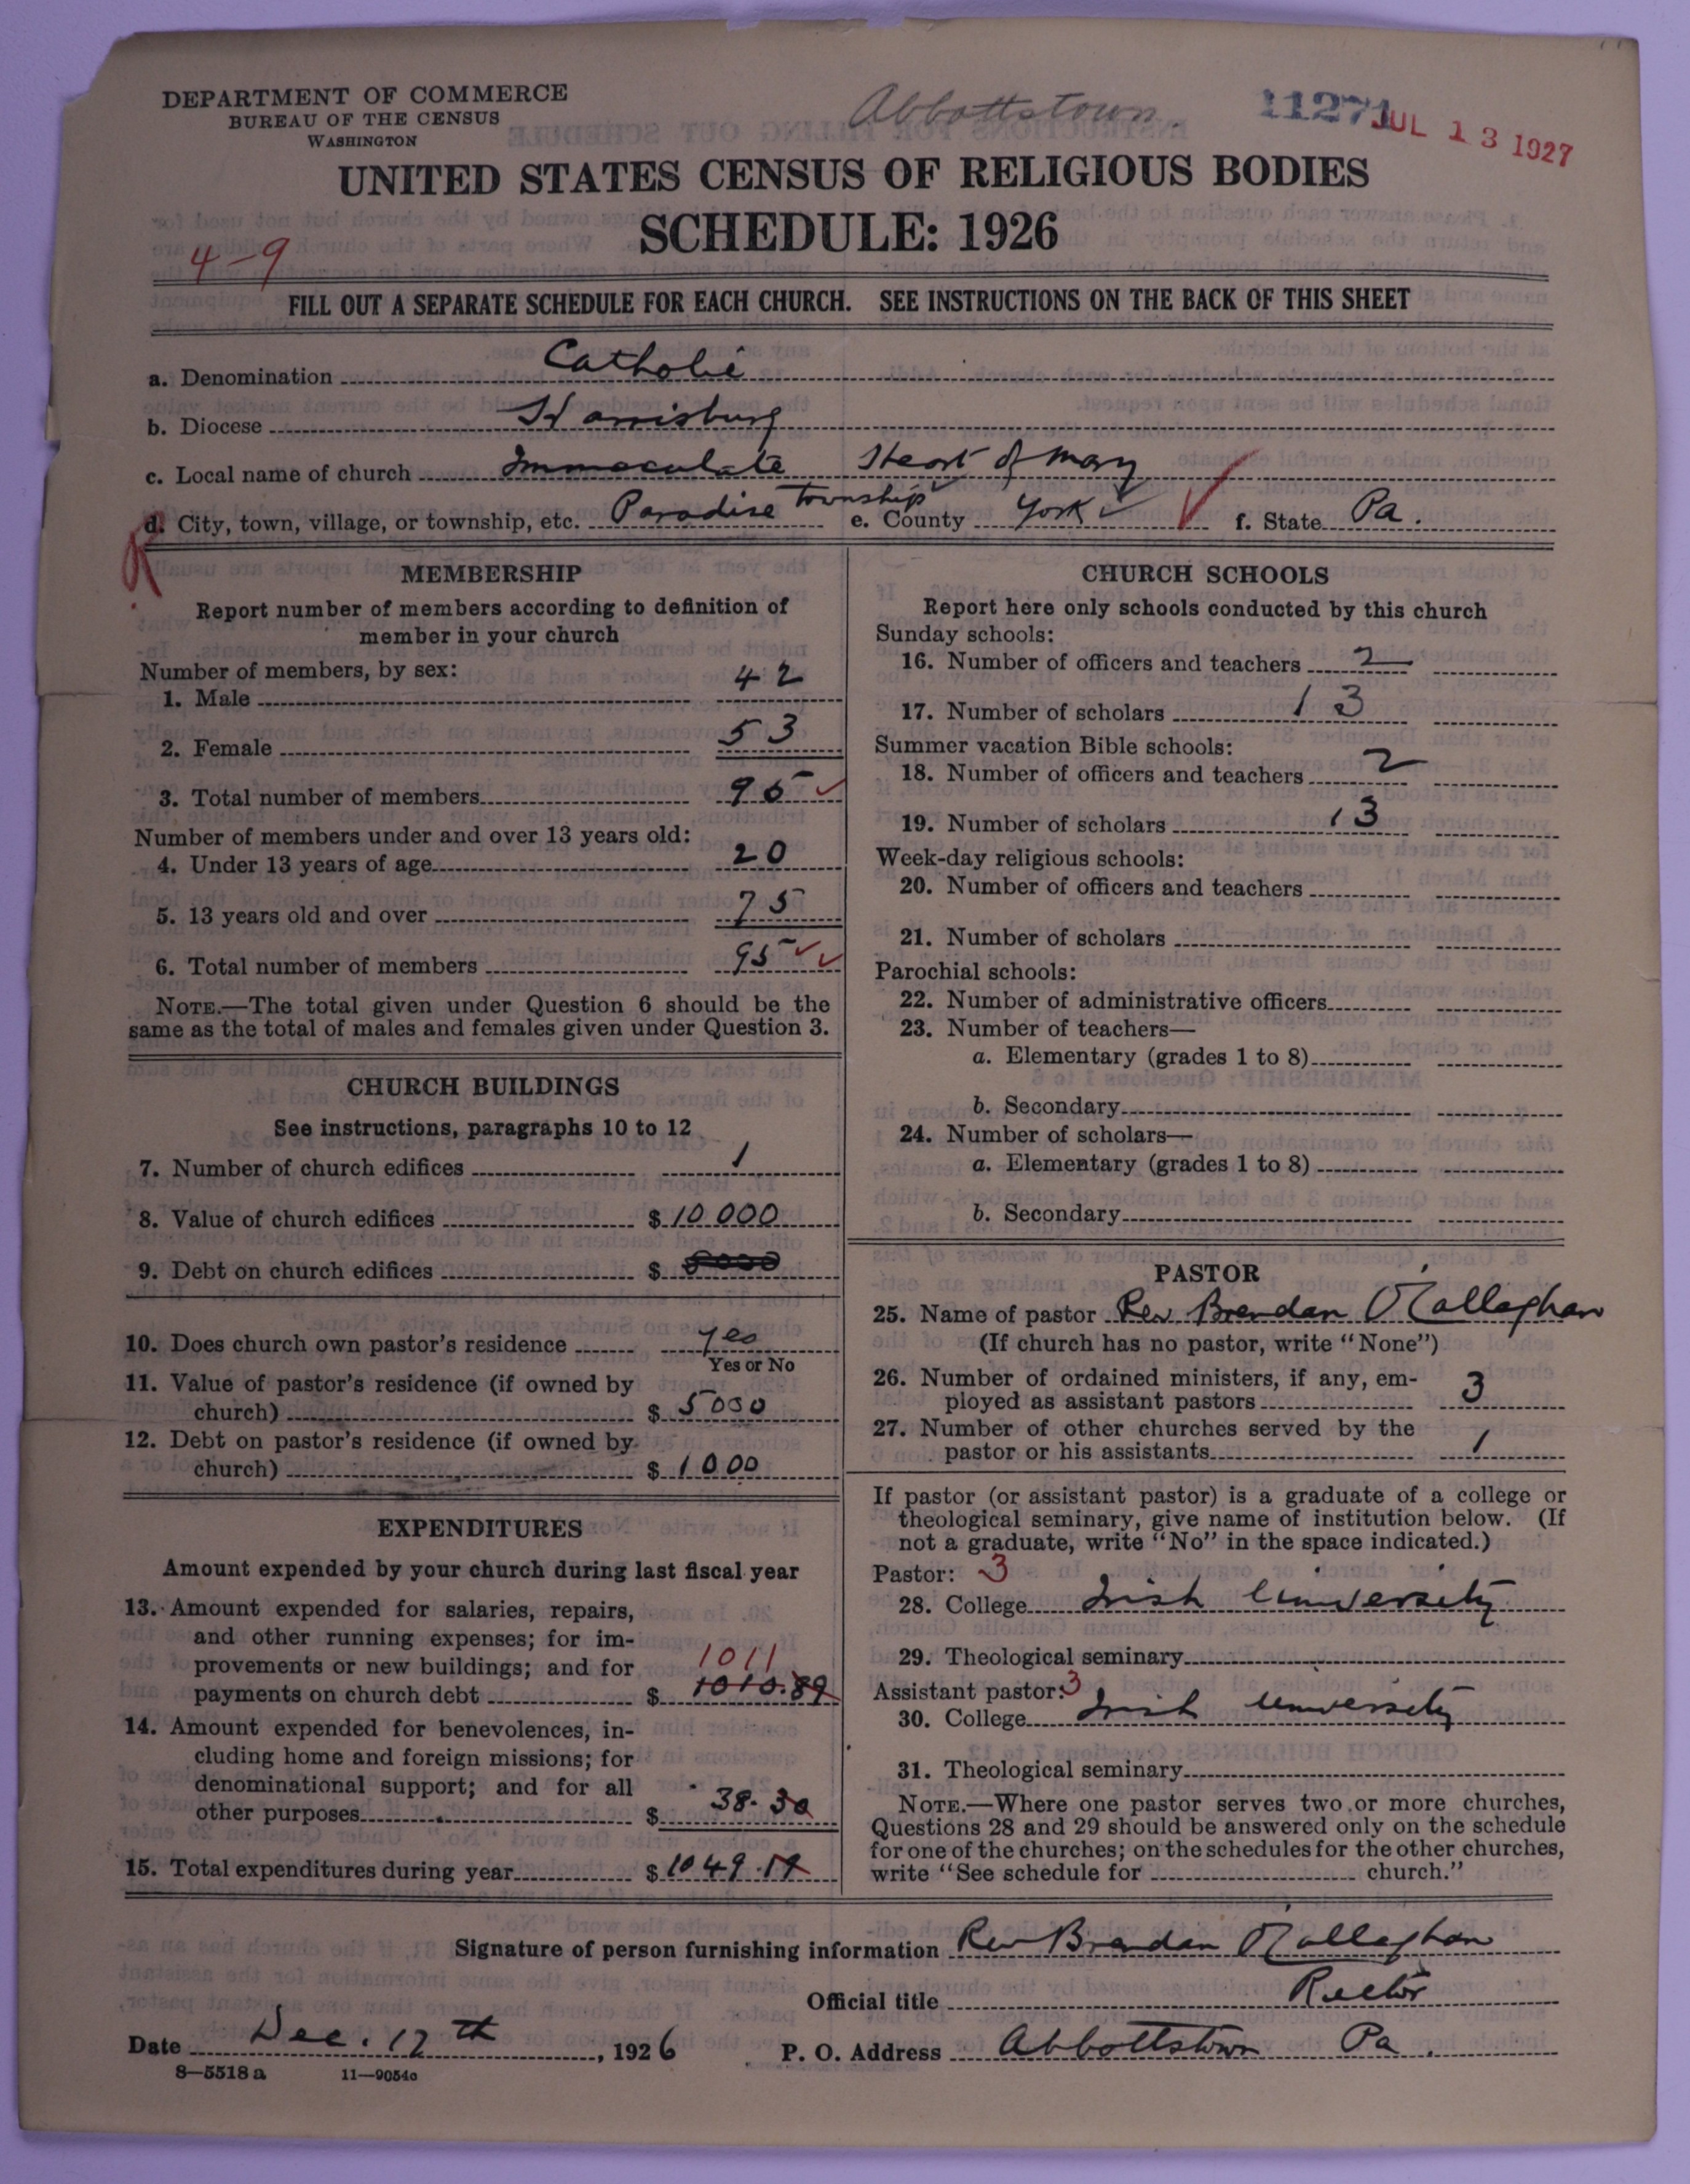 DEPARTMENT OF COMMERCE
BUREAU OF THE CENSUS
WASHINGTON
Abbottstown.
11271
JUL 13 1927
UNITED STATES CENSUS OF RELIGIOUS BODIES
SCHEDULE: 1926
4-9
FILL OUT A SEPARATE SCHEDULE FOR EACH CHURCH. SEE INSTRUCTIONS ON THE BACK OF THIS SHEET
a. Denomination Catholic
b. Diocese Harrisburg
c. Local name of church Immaculate Heart of Mary
d. City, town, village, or township, etc. Paradise township e. County York f. State Pa.
MEMBERSHIP
Report number of members according to definition of
member in your church
Number of members, by sex:
1. Male 42
2. Female 53
3. Total number of members 95
Number of members under and over 13 years old:
4. Under 13 years of age 20
5. 13 years old and over 75
6. Total number of members 95
NOTE.—The total given under Question 6 should be the
same as the total of males and females given under Question 3.
CHURCH BUILDINGS
See instructions, paragraphs 10 to 12
7. Number of church edifices 1
8. Value of church edifices $ 10 000
9. Debt on church edifices $
10. Does church own pastor's residence yes
Yes or No
11. Value of pastor's residence (if owned by
church) $ 5000
12. Debt on pastor's residence (if owned by
church) $ 1000
EXPENDITURES
Amount expended by your church during last fiscal year
13. Amount expended for salaries, repairs,
and other running expenses; for im-
provements or new buildings; and for 1011
payments on church debt $ 1010.89
14. Amount expended for benevolences, in-
cluding home and foreign missions; for
denominational support; and for all
other purposes $ 38.30
15. Total expenditures during year $ 1049.19
CHURCH SCHOOLS
Report here only schools conducted by this church
Sunday schools:
16. Number of officers and teachers 2
17. Number of scholars 13
Summer vacation Bible schools:
18. Number of officers and teachers 2
19. Number of scholars 13
Week-day religious schools:
20. Number of officers and teachers
21. Number of scholars
Parochial schools:
22. Number of administrative officers
23. Number of teachers—
a. Elementary (grades 1 to 8)
b. Secondary
24. Number of scholars—
a. Elementary (grades 1 to 8)
b. Secondary
PASTOR
25. Name of pastor Rev Brendan O'Callaghan
(If church has no pastor, write "None")
26. Number of ordained ministers, if any, em-
ployed as assistant pastors 3
27. Number of other churches served by the
pastor or his assistants 1
If pastor (or assistant pastor) is a graduate of a college or
theological seminary, give name of institution below. (If
not a graduate, write "No" in the space indicated.)
Pastor: 3
28. College Irish University
29. Theological seminary
Assistant pastor: 3
30. College Irish University
31. Theological seminary
NOTE.—Where one pastor serves two or more churches,
Questions 28 and 29 should be answered only on the schedule
for one of the churches; on the schedules for the other churches,
write "See schedule for church."
Signature of person furnishing information Rev Brendan O'Callaghan
Official title Rector
Date Dec. 12th, 1926 P. O. Address Abbottstown Pa.
8—5518 a 11—9054a